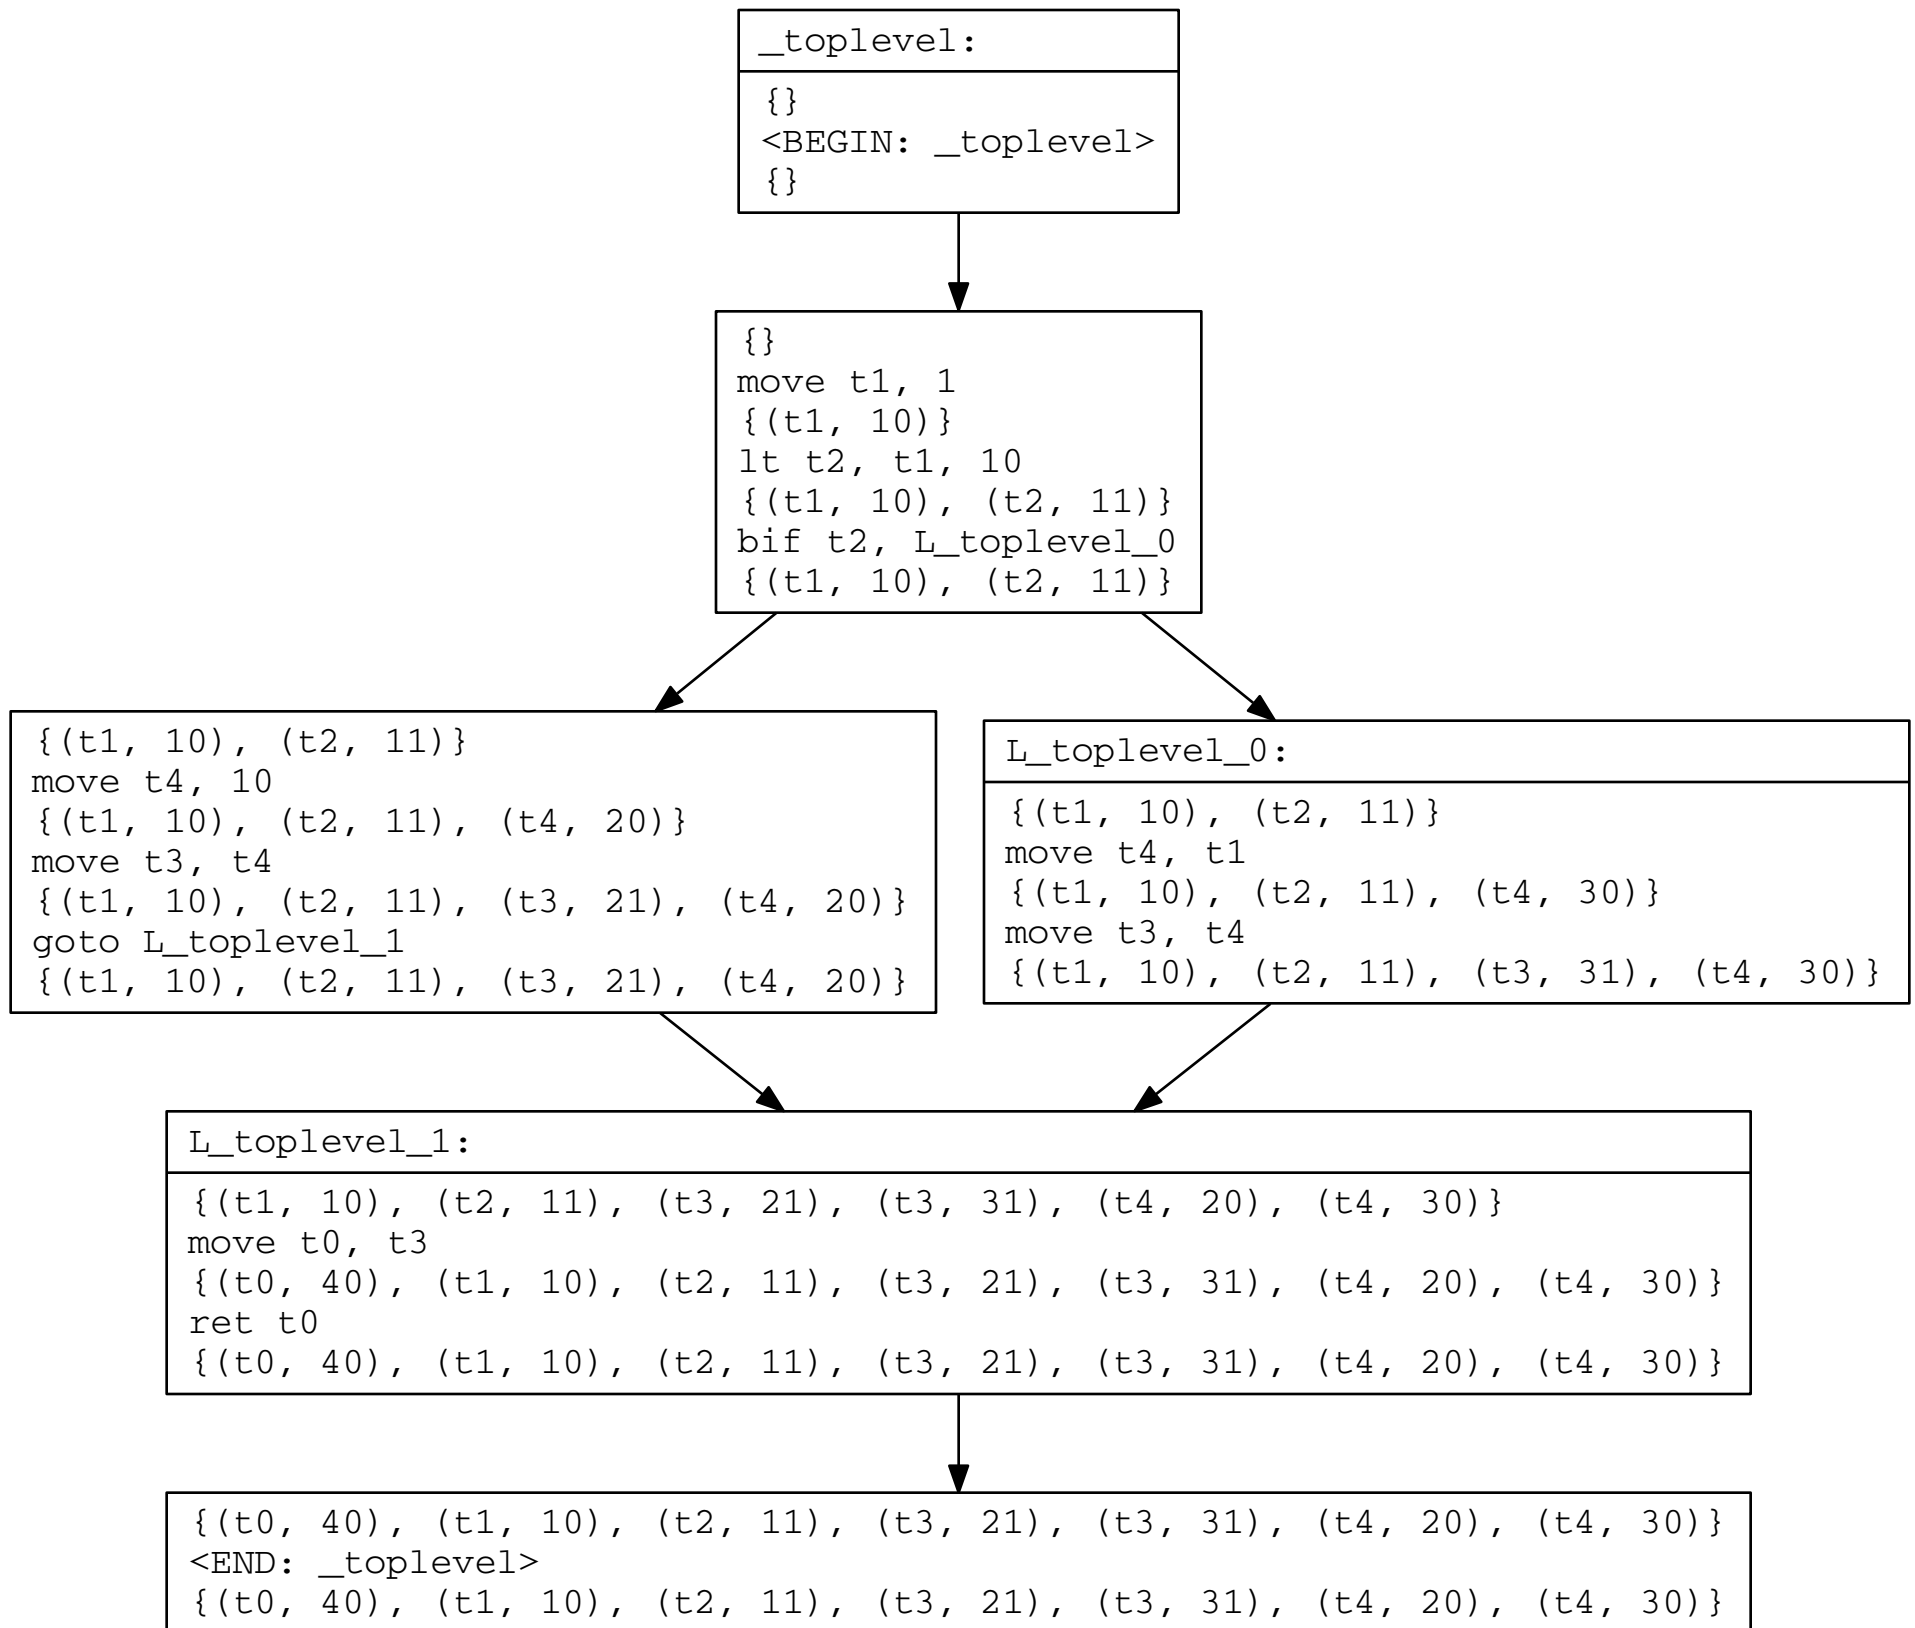 _toplevel:
{}
<BEGIN: _toplevel>
{}
{}
move t1, 1
{(t1, 10)}
lt t2, t1, 10
{(t1, 10), (t2, 11)}
bif t2, L_toplevel_0
{(t1, 10), (t2, 11)}
{(t1, 10), (t2, 11)}
move t4, 10
{(t1, 10), (t2, 11), (t4, 20)}
move t3, t4
{(t1, 10), (t2, 11), (t3, 21), (t4, 20)}
goto L_toplevel_1
{(t1, 10), (t2, 11), (t3, 21), (t4, 20)}
L_toplevel_0:
{(t1, 10), (t2, 11)}
move t4, t1
{(t1, 10), (t2, 11), (t4, 30)}
move t3, t4
{(t1, 10), (t2, 11), (t3, 31), (t4, 30)}
L_toplevel_1:
{(t1, 10), (t2, 11), (t3, 21), (t3, 31), (t4, 20), (t4, 30)}
move t0, t3
{(t0, 40), (t1, 10), (t2, 11), (t3, 21), (t3, 31), (t4, 20), (t4, 30)}
ret t0
{(t0, 40), (t1, 10), (t2, 11), (t3, 21), (t3, 31), (t4, 20), (t4, 30)}
{(t0, 40), (t1, 10), (t2, 11), (t3, 21), (t3, 31), (t4, 20), (t4, 30)}
<END: _toplevel>
{(t0, 40), (t1, 10), (t2, 11), (t3, 21), (t3, 31), (t4, 20), (t4, 30)}